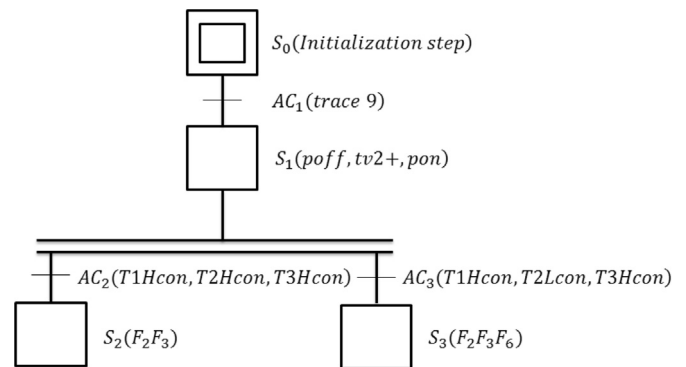 S₀(Initialization step)
AC₁(trace 9)
S₁(poff, tv2+, pon)
AC₂(T1Hcon, T2Hcon, T3Hcon)
AC₃(T1Hcon, T2Lcon, T3Hcon)
S₂(F₂F₃)
S₃(F₂F₃F₆)